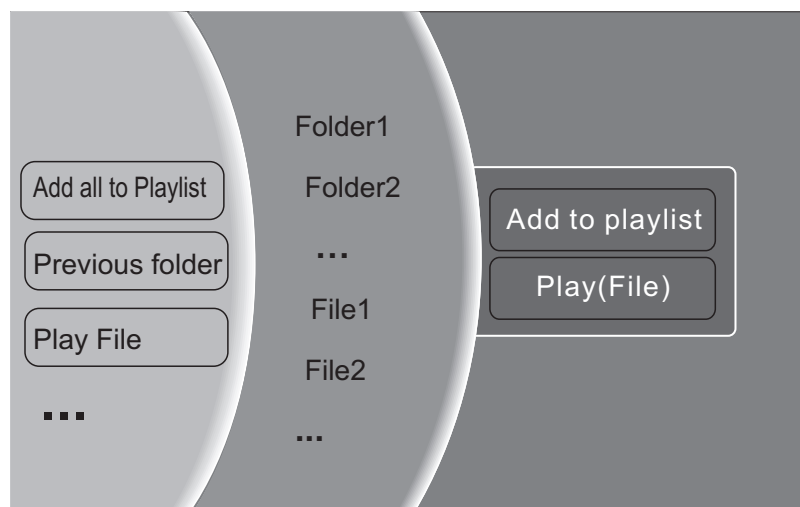 Add all to Playlist
Previous folder
Play File
...
Folder1
Folder2
...
File1
File2
...
Add to playlist
Play(File)